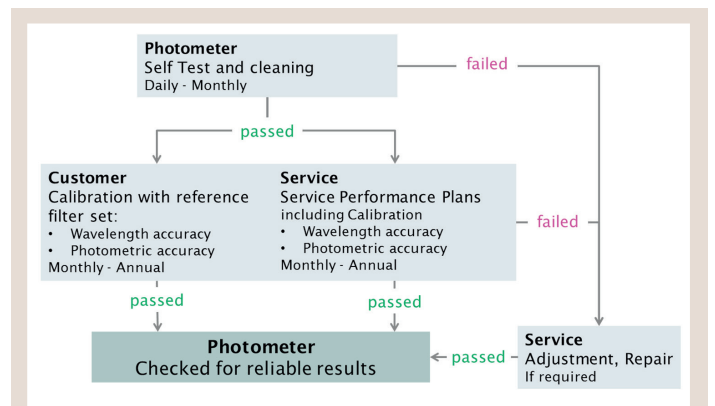 Photometer
Self Test and cleaning
Daily - Monthly
failed
passed
Customer
Calibration with reference
filter set:
• Wavelength accuracy
• Photometric accuracy
Monthly - Annual
Service
Service Performance Plans
including Calibration
• Wavelength accuracy
• Photometric accuracy
Monthly - Annual
failed
passed
passed
Photometer
Checked for reliable results
passed
Service
Adjustment, Repair
If required